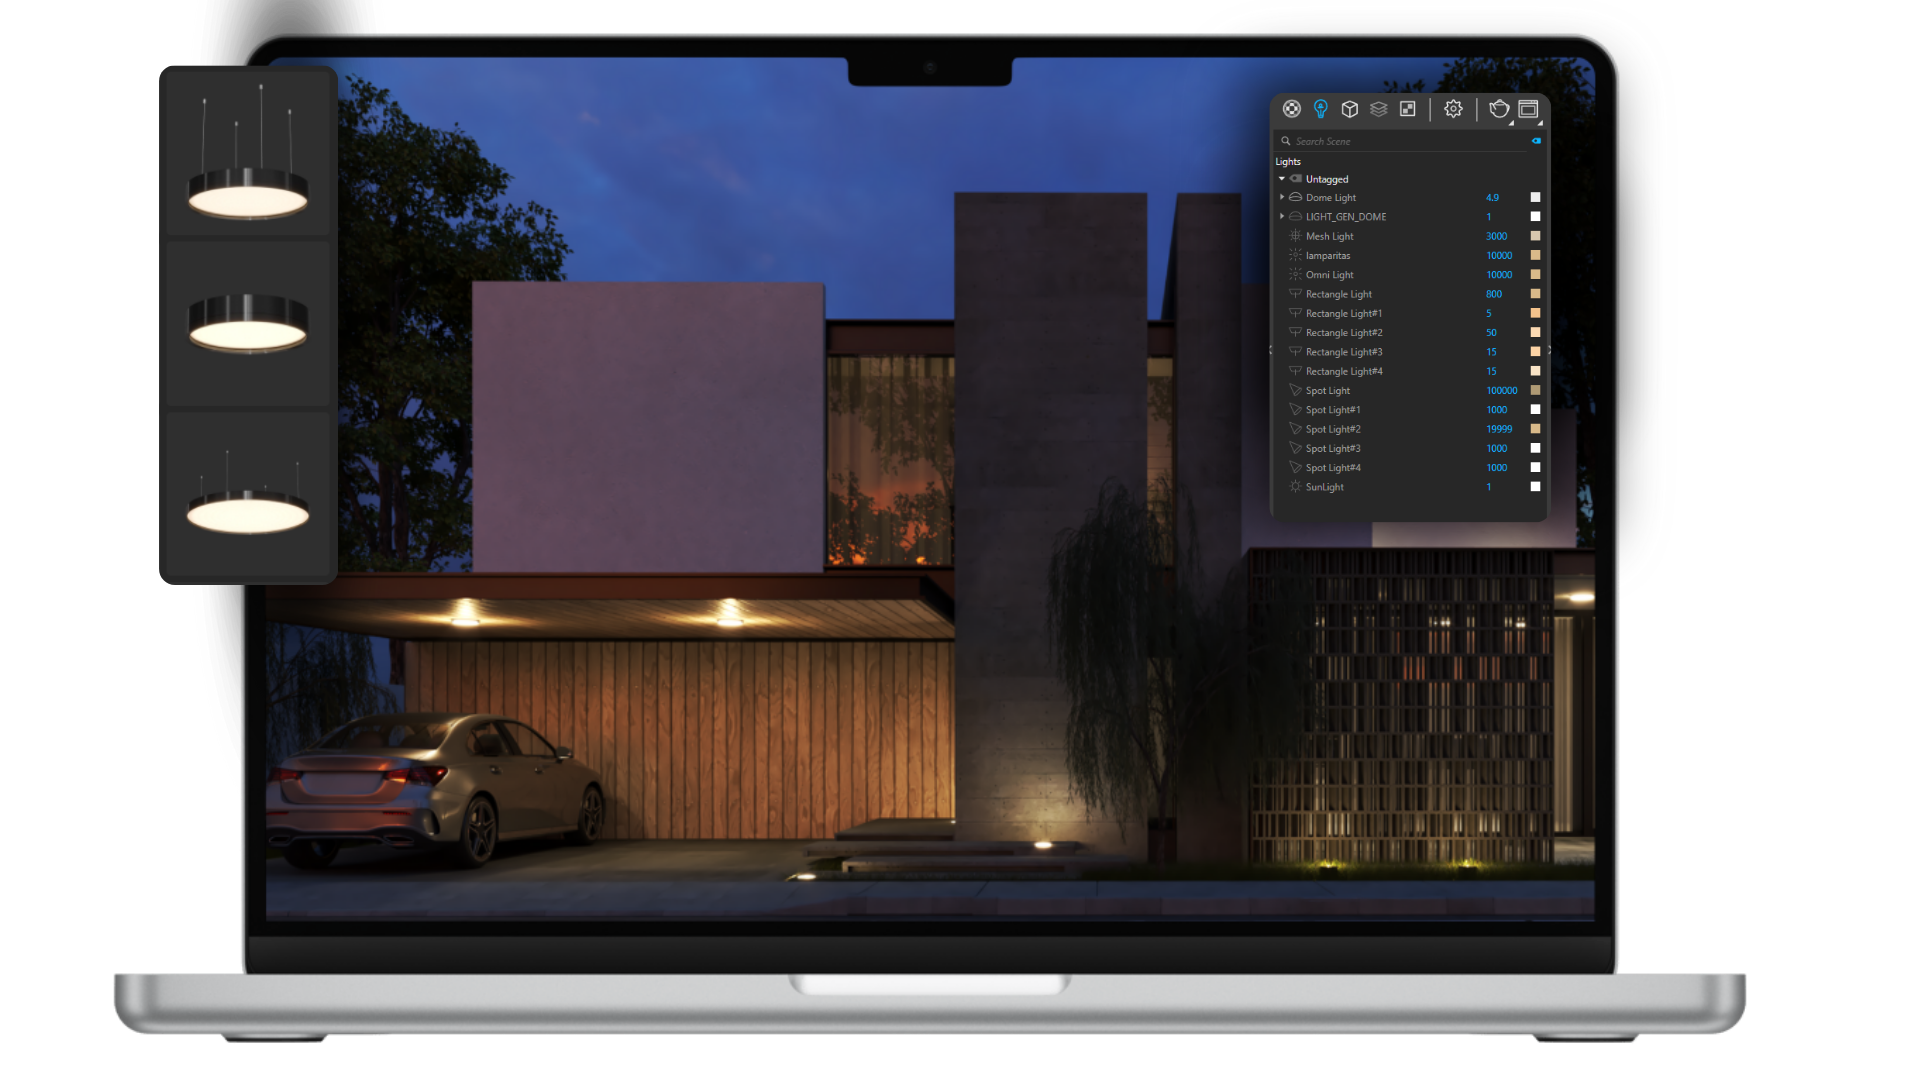 Search Scene
Lights
Untagged
Dome Light 4.9
LIGHT_GEN_DOME 1
Mesh Light 3000
lamparitas 10000
Omni Light 10000
Rectangle Light 800
Rectangle Light#1 5
Rectangle Light#2 50
Rectangle Light#3 15
Rectangle Light#4 15
Spot Light 100000
Spot Light#1 1000
Spot Light#2 19999
Spot Light#3 1000
Spot Light#4 1000
SunLight 1